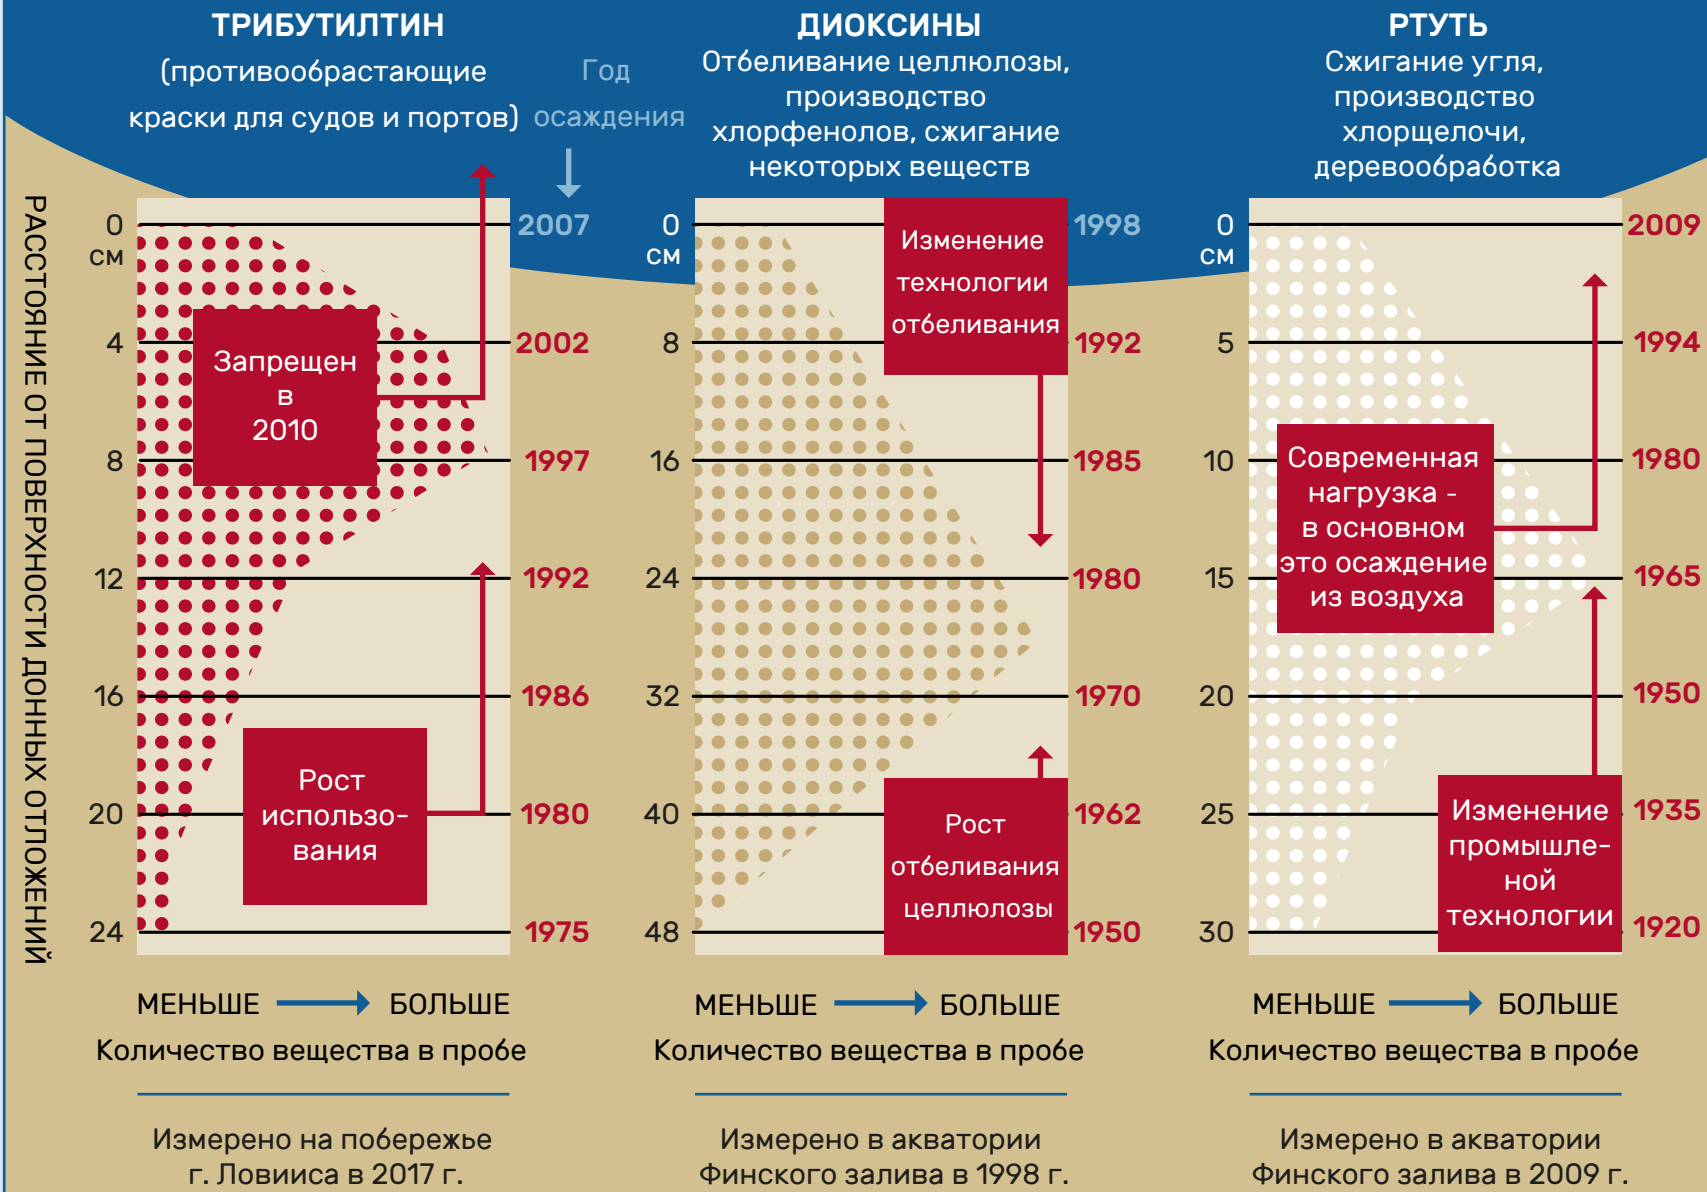 ТРИБУТИЛТИН
(противообрастающие
краски для судов и портов)
Год
осаждения
ДИОКСИНЫ
Отбеливание целлюлозы,
производство
хлорфенолов, сжигание
некоторых веществ
РТУТЬ
Сжигание угля,
производство
хлорщелочи,
деревообработка
РАССТОЯНИЕ ОТ ПОВЕРХНОСТИ ДОННЫХ ОТЛОЖЕНИЙ
0
см
4
8
12
16
20
24
2007
2002
1997
1992
1986
1980
1975
Запрещен
в
2010
Рост
использо-
вания
МЕНЬШЕ
БОЛЬШЕ
Количество вещества в пробе
Измерено на побережье
г. Ловииса в 2017 г.
0
см
8
16
24
32
40
48
1998
1992
1985
1980
1970
1962
1950
Изменение
технологии
отбеливания
Рост
отбеливания
целлюлозы
МЕНЬШЕ
БОЛЬШЕ
Количество вещества в пробе
Измерено в акватории
Финского залива в 1998 г.
0
см
5
10
15
20
25
30
2009
1994
1980
1965
1950
1935
1920
Современная
нагрузка -
в основном
это осаждение
из воздуха
Изменение
промышле-
ной
технологии
МЕНЬШЕ
БОЛЬШЕ
Количество вещества в пробе
Измерено в акватории
Финского залива в 2009 г.